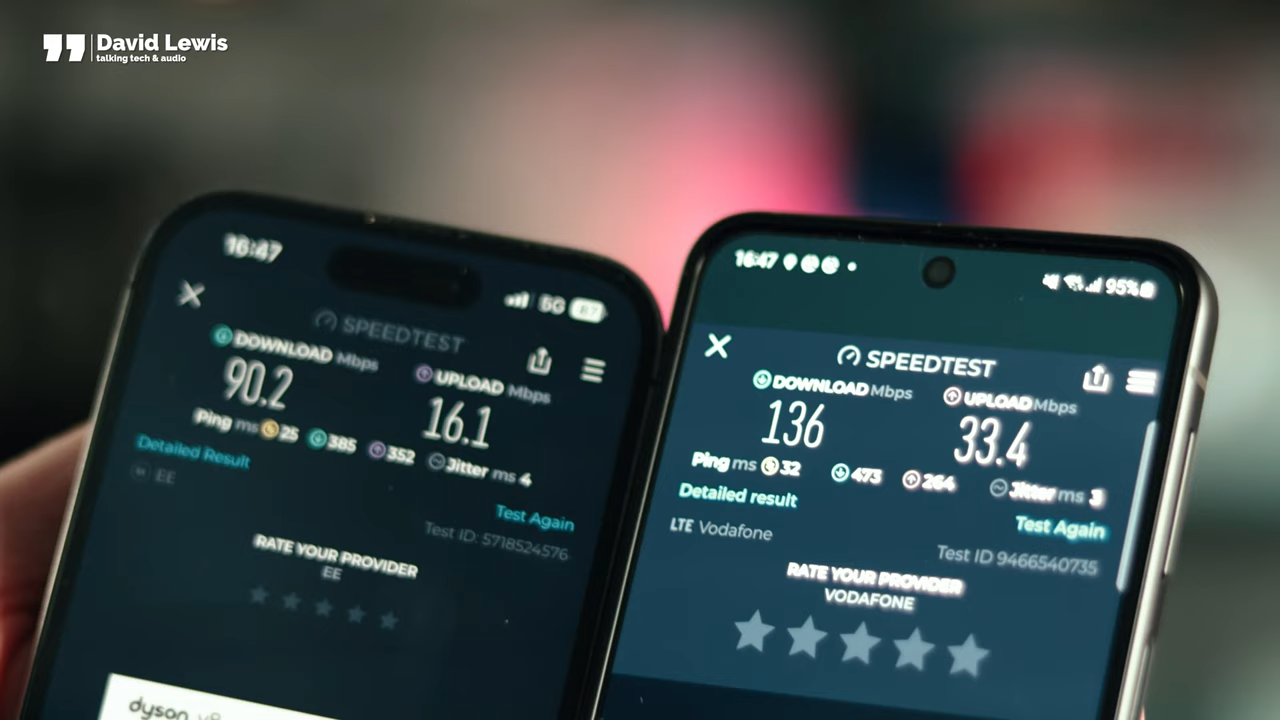 David Lewis
talking tech & audio
16:47
5G 87
SPEEDTEST
DOWNLOAD Mbps
UPLOAD Mbps
90.2
16.1
Ping ms 25 385 352 Jitter ms 4
Detailed Result
EE
Test Again
Test ID: 5718524576
RATE YOUR PROVIDER
EE
dyson
16:47
95%
SPEEDTEST
DOWNLOAD Mbps
UPLOAD Mbps
136
33.4
Ping ms 32 473 264 Jitter ms 3
Detailed result
Test Again
LTE Vodafone
Test ID 9466540735
RATE YOUR PROVIDER
VODAFONE